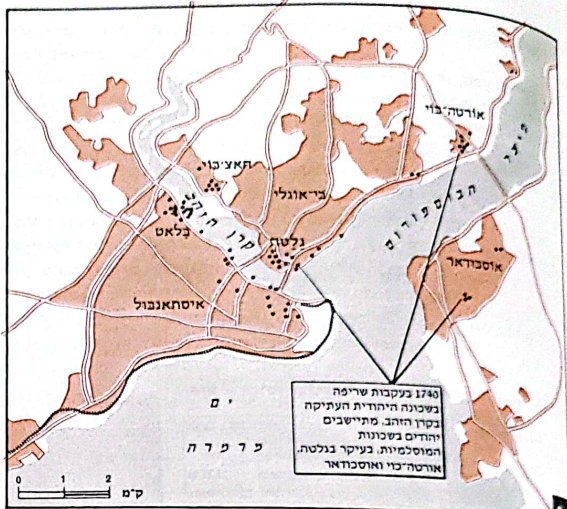 אורטה־כוי
חאצ׳כוי
בי־אוגלי
מיצר הבוספורוס
קרן הזהב
גלטה
בלאט
אוסכודאר
איסתאנבול
ים
מרמרה
1740 בעקבות שריפה
בשכונה היהודית העתיקה
בקרן הזהב, מתיישבים
יהודים בשכונות
המוסלמיות, בעיקר בגלטה,
אורטה־כוי ואוסכודאר
0 1 2
ק״מ